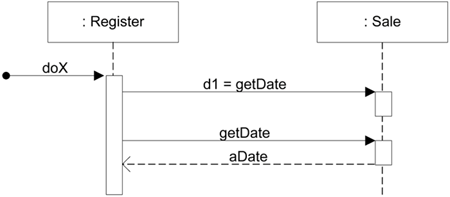 : Register
: Sale
doX
d1 = getDate
getDate
aDate